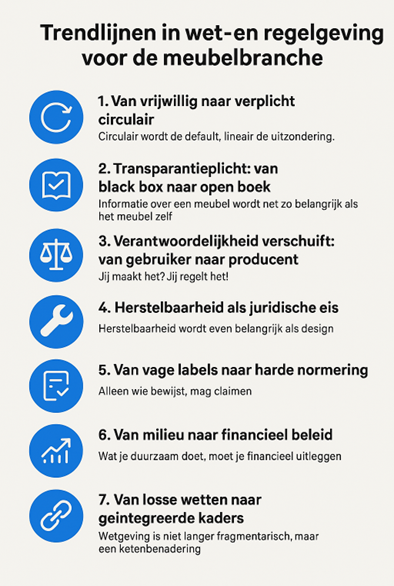 Trendlijnen in wet-en regelgeving
voor de meubelbranche
1. Van vrijwillig naar verplicht
circulair
Circulair wordt de default, lineair de uitzondering.
2. Transparantieplicht: van
black box naar open boek
Informatie over een meubel wordt net zo belangrijk als
het meubel zelf
3. Verantwoordelijkheid verschuift:
van gebruiker naar producent
Jij maakt het? Jij regelt het!
4. Herstelbaarheid als juridische eis
Herstelbaarheid wordt even belangrijk als design
5. Van vage labels naar harde normering
Alleen wie bewijst, mag claimen
6. Van milieu naar financieel beleid
Wat je duurzaam doet, moet je financieel uitleggen
7. Van losse wetten naar
geintegreerde kaders
Wetgeving is niet langer fragmentarisch, maar
een ketenbenadering